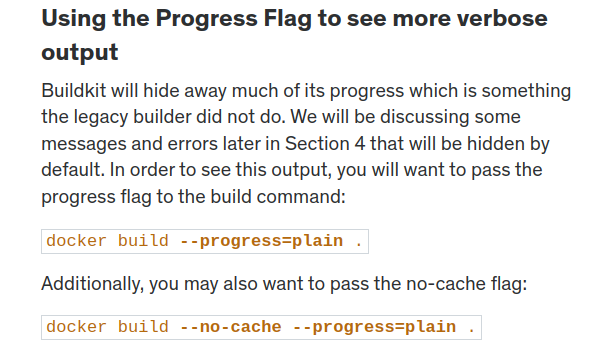 Using the Progress Flag to see more verbose
output
Buildkit will hide away much of its progress which is something
the legacy builder did not do. We will be discussing some
messages and errors later in Section 4 that will be hidden by
default. In order to see this output, you will want to pass the
progress flag to the build command:
docker build --progress=plain .
Additionally, you may also want to pass the no-cache flag:
docker build --no-cache --progress=plain .